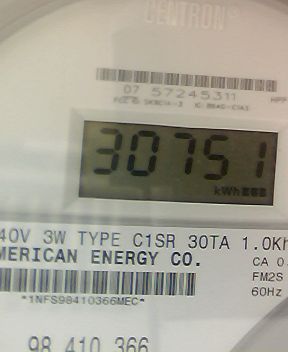 CENTRON®
07 57245311
30751
kWh
40V 3W TYPE C1SR 30TA 1.0Kh
MERICAN ENERGY CO.
CA 0.
FM2S
60Hz
*1NFS98410366MEC*
98 410 366